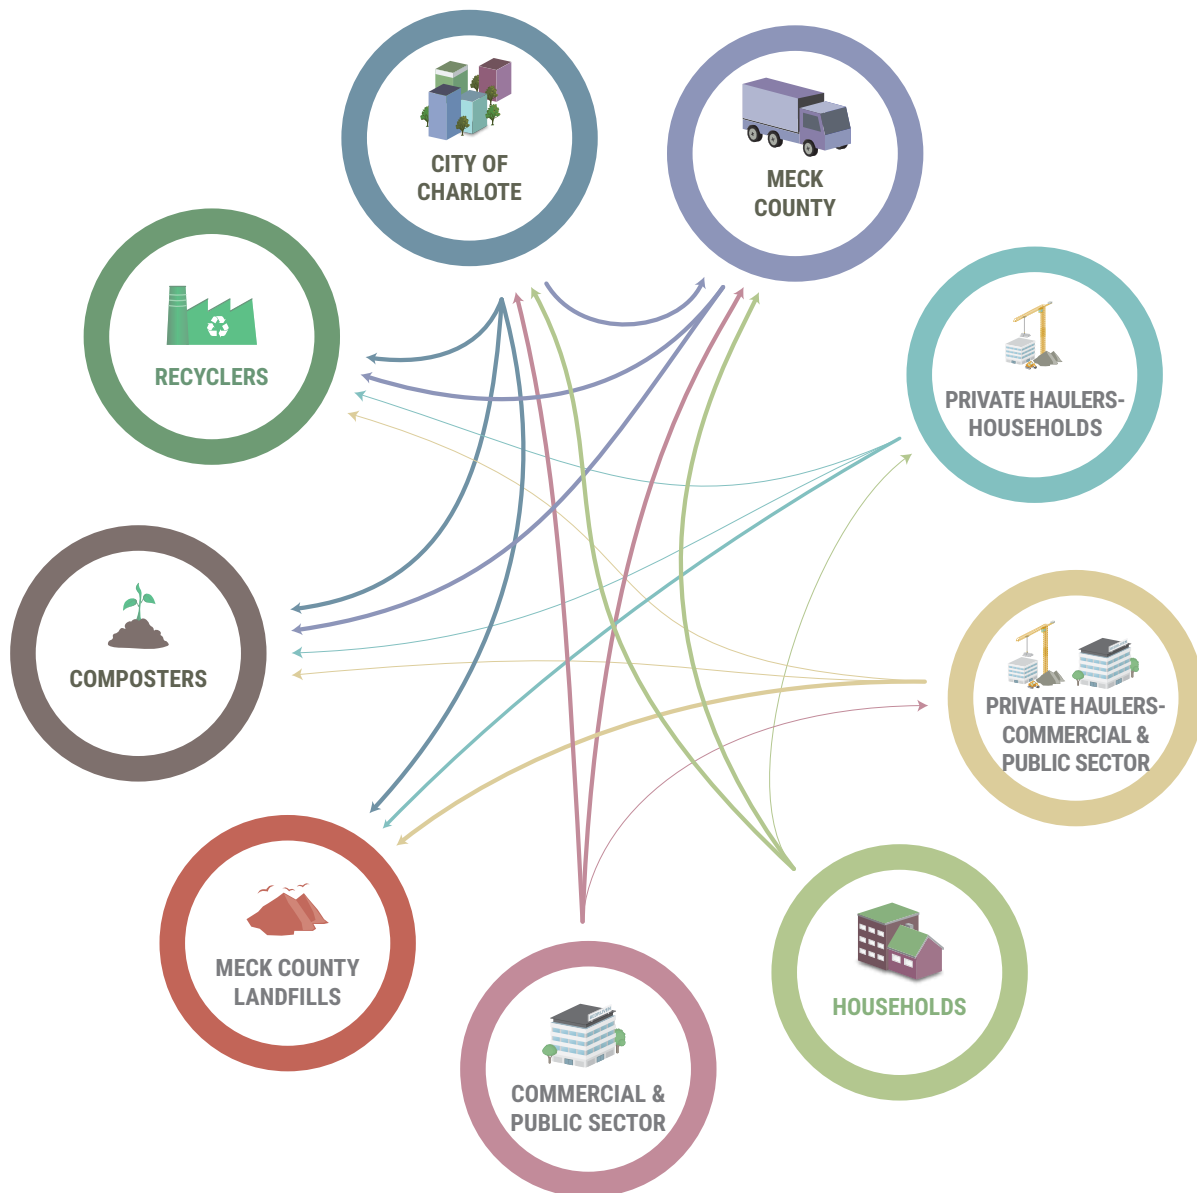 CITY OF
CHARLOTE
MECK
COUNTY
RECYCLERS
PRIVATE HAULERS-
HOUSEHOLDS
COMPOSTERS
PRIVATE HAULERS-
COMMERCIAL &
PUBLIC SECTOR
MECK COUNTY
LANDFILLS
HOUSEHOLDS
COMMERCIAL &
PUBLIC SECTOR